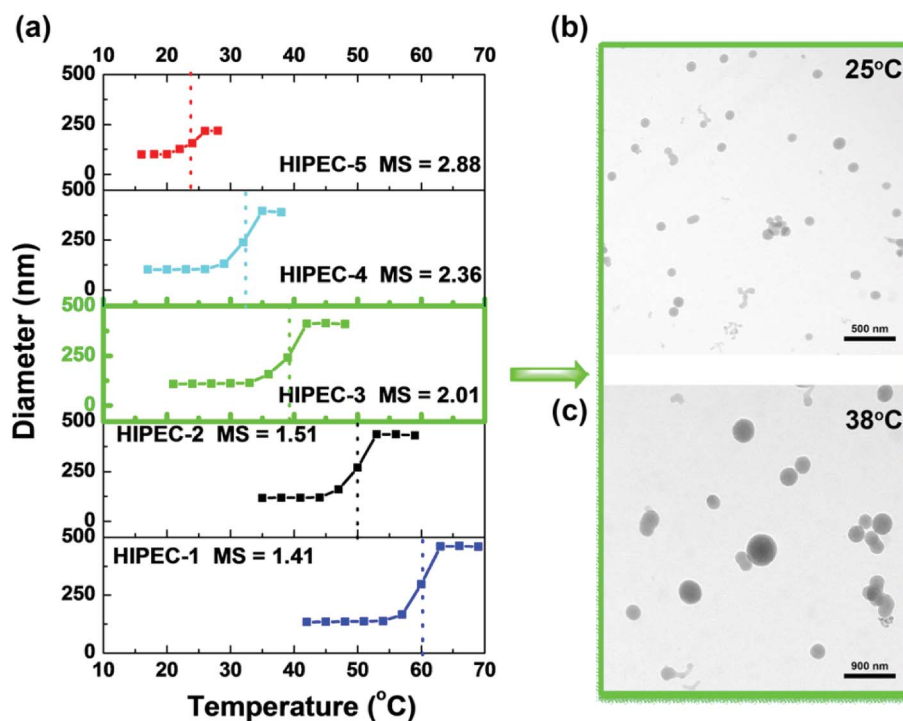 (a)
10 20 30 40 50 60 70
500
250
0
HIPEC-5 MS = 2.88
500
250
0
HIPEC-4 MS = 2.36
500
250
0
HIPEC-3 MS = 2.01
500
250
0
HIPEC-2 MS = 1.51
500
250
0
HIPEC-1 MS = 1.41
10 20 30 40 50 60 70
Diameter (nm)
Temperature (°C)
(b)
25°C
500 nm
(c)
38°C
900 nm